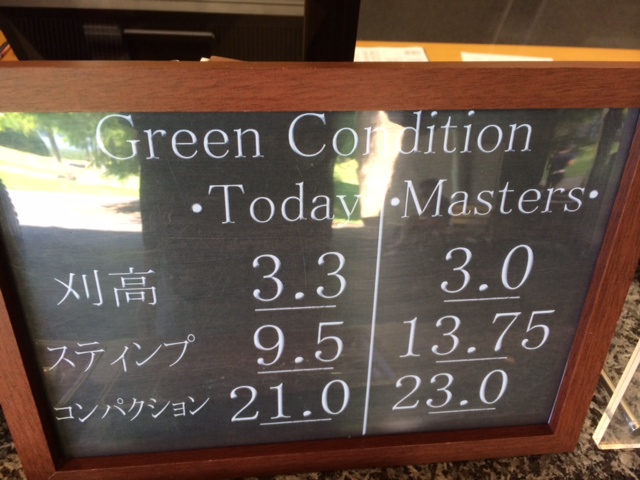 Green Condition
・Today ・Masters・
刈高 3.3 3.0
スティンプ 9.5 13.75
コンパクション 21.0 23.0